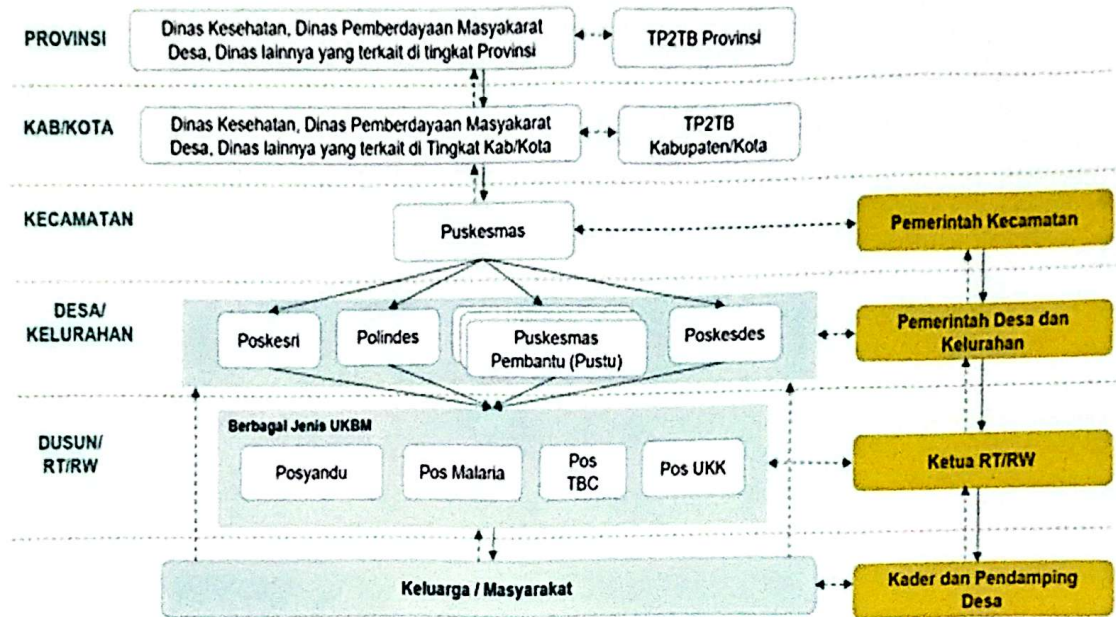 PROVINSI
Dinas Kesehatan, Dinas Pemberdayaan Masyakarat
Desa, Dinas lainnya yang terkait di tingkat Provinsi
TP2TB Provinsi
KAB/KOTA
Dinas Kesehatan, Dinas Pemberdayaan Masyakarat
Desa, Dinas lainnya yang terkait di Tingkat Kab/Kota
TP2TB
Kabupaten/Kota
KECAMATAN
Puskesmas
Pemerintah Kecamatan
DESA/
KELURAHAN
Poskesri
Polindes
Puskesmas
Pembantu (Pustu)
Poskesdes
Pemerintah Desa dan
Kelurahan
DUSUN/
RT/RW
Berbagal Jenis UKBM
Posyandu
Pos Malaria
Pos
TBC
Pos UKK
Ketua RT/RW
Keluarga / Masyarakat
Kader dan Pendamping
Desa